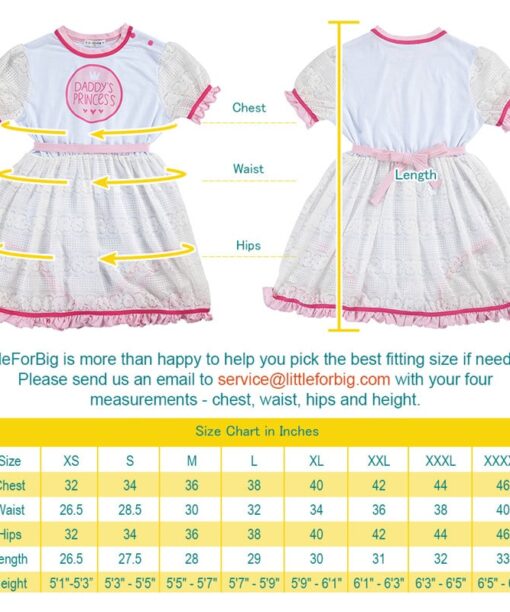 DADDY'S
PRINCESS
Chest
Waist
Length
Hips
leForBig is more than happy to help you pick the best fitting size if neede
Please send us an email to service@littleforbig.com with your four
measurements - chest, waist, hips and height.
Size Chart in Inches
Size XS S M L XL XXL XXXL XXXX
Chest 32 34 36 38 40 42 44 46
Waist 26.5 28.5 30 32 34 36 38 40
Hips 32 34 36 38 40 42 44 46
ength 26.5 27.5 28 29 30 31 32 33
eight 5'1"-5'3" 5'3" - 5'5" 5'5" - 5'7" 5'7" - 5'9" 5'9" - 6'1" 6'1" - 6'3" 6'3" - 6'5" 6'5" -